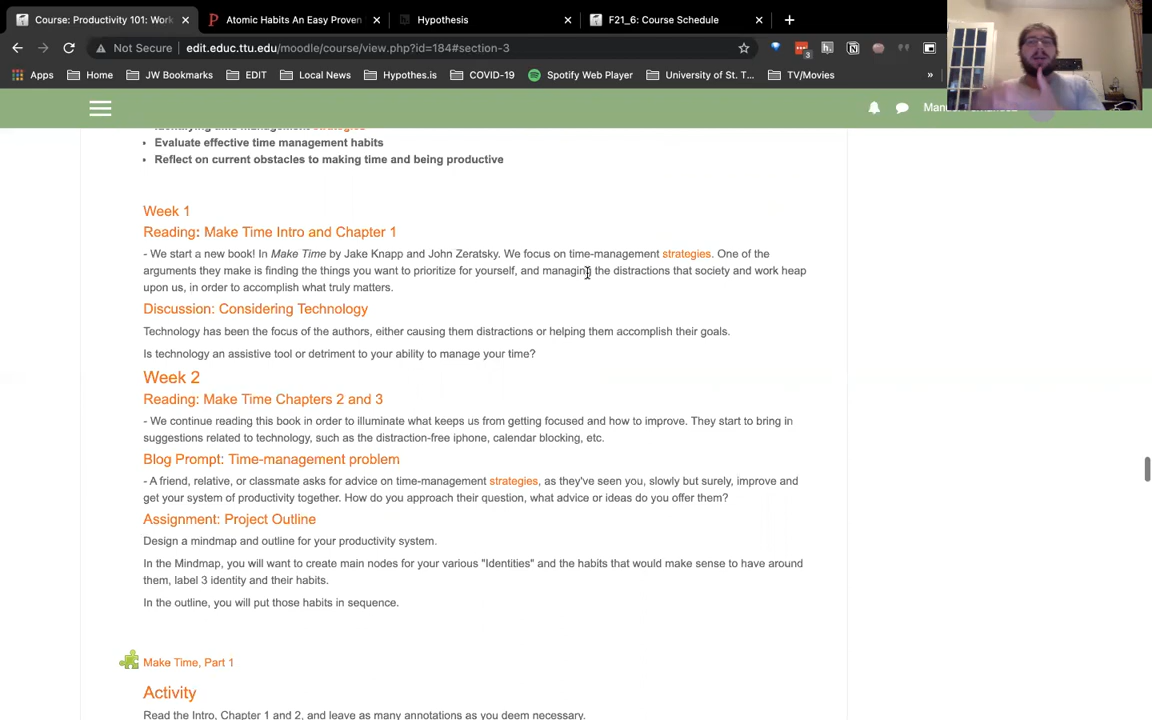 Course: Productivity 101: Work
Atomic Habits An Easy Proven
Hypothesis
F21_6: Course Schedule
Not Secure
edit.educ.ttu.edu/moodle/course/view.php?id=184#section-3
3
Apps
Home
JW Bookmarks
EDIT
Local News
Hypothes.is
COVID-19
Spotify Web Player
University of St. T...
TV/Movies
»
Identifying time management strategies
Evaluate effective time management habits
Reflect on current obstacles to making time and being productive
Week 1
Reading: Make Time Intro and Chapter 1
- We start a new book! In Make Time by Jake Knapp and John Zeratsky. We focus on time-management strategies. One of the
arguments they make is finding the things you want to prioritize for yourself, and managing the distractions that society and work heap
upon us, in order to accomplish what truly matters.
Discussion: Considering Technology
Technology has been the focus of the authors, either causing them distractions or helping them accomplish their goals.
Is technology an assistive tool or detriment to your ability to manage your time?
Week 2
Reading: Make Time Chapters 2 and 3
- We continue reading this book in order to illuminate what keeps us from getting focused and how to improve. They start to bring in
suggestions related to technology, such as the distraction-free iphone, calendar blocking, etc.
Blog Prompt: Time-management problem
- A friend, relative, or classmate asks for advice on time-management strategies, as they've seen you, slowly but surely, improve and
get your system of productivity together. How do you approach their question, what advice or ideas do you offer them?
Assignment: Project Outline
Design a mindmap and outline for your productivity system.
In the Mindmap, you will want to create main nodes for your various "Identities" and the habits that would make sense to have around
them, label 3 identity and their habits.
In the outline, you will put those habits in sequence.
Make Time, Part 1
Activity
Read the Intro, Chapter 1 and 2, and leave as many annotations as you deem necessary.